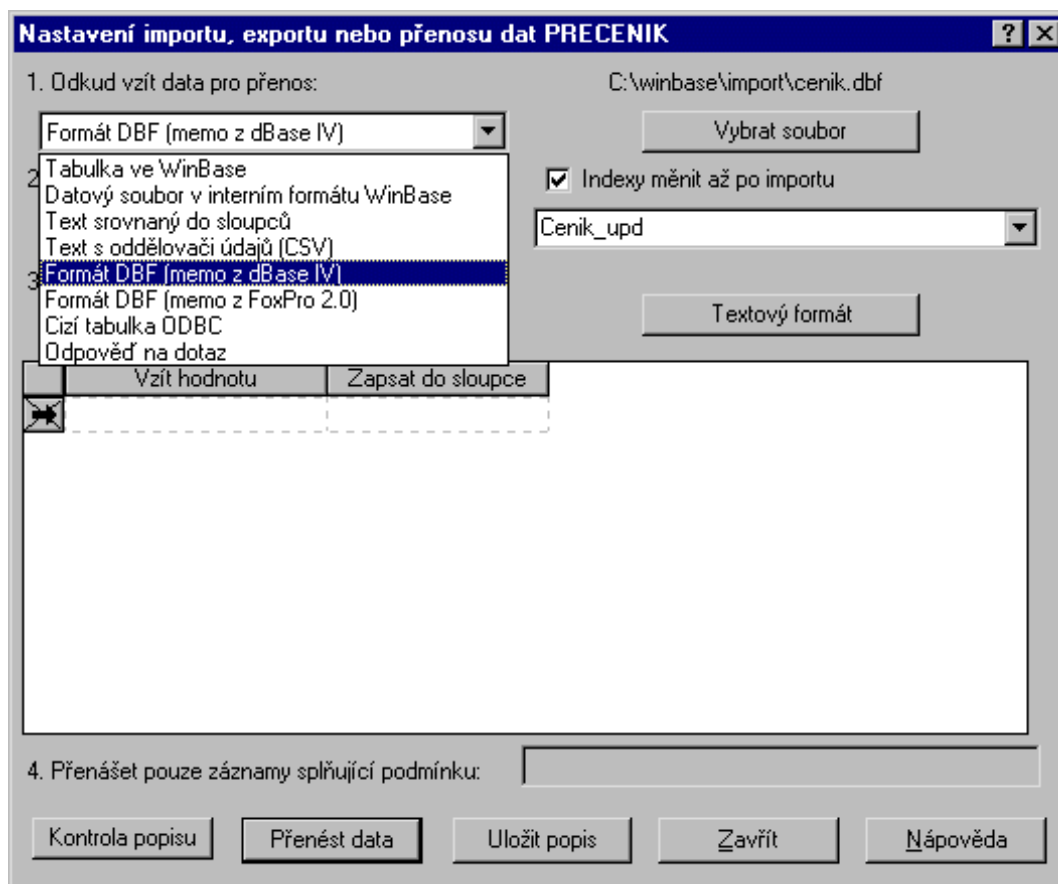 Nastavení importu, exportu nebo přenosu dat PRECENIK
1. Odkud vzít data pro přenos:
C:\winbase\import\cenik.dbf
Formát DBF (memo z dBase IV)
Vybrat soubor
Tabulka ve WinBase
Datový soubor v interním formátu WinBase
Text srovnaný do sloupců
Text s oddělovači údajů (CSV)
Formát DBF (memo z dBase IV)
Formát DBF (memo z FoxPro 2.0)
Cizí tabulka ODBC
Odpověď na dotaz
2
Indexy měnit až po importu
Cenik_upd
3
Textový formát
Vzít hodnotu
Zapsat do sloupce
4. Přenášet pouze záznamy splňující podmínku:
Kontrola popisu
Přenést data
Uložit popis
Zavřít
Nápověda